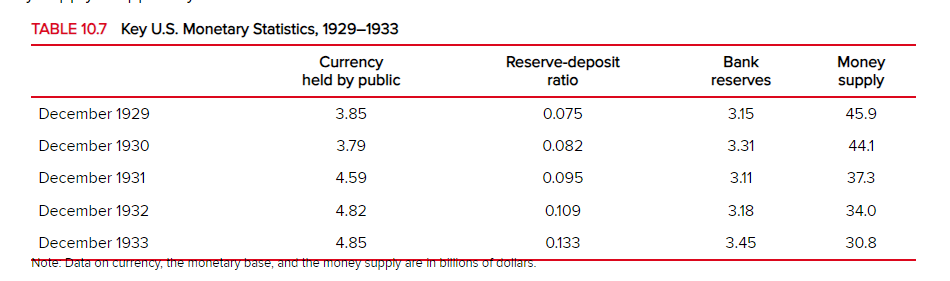 TABLE 10.7 Key U.S. Monetary Statistics, 1929–1933
Currency held by public Reserve-deposit ratio Bank reserves Money supply
December 1929 3.85 0.075 3.15 45.9
December 1930 3.79 0.082 3.31 44.1
December 1931 4.59 0.095 3.11 37.3
December 1932 4.82 0.109 3.18 34.0
December 1933 4.85 0.133 3.45 30.8
Note: Data on currency, the monetary base, and the money supply are in billions of dollars.